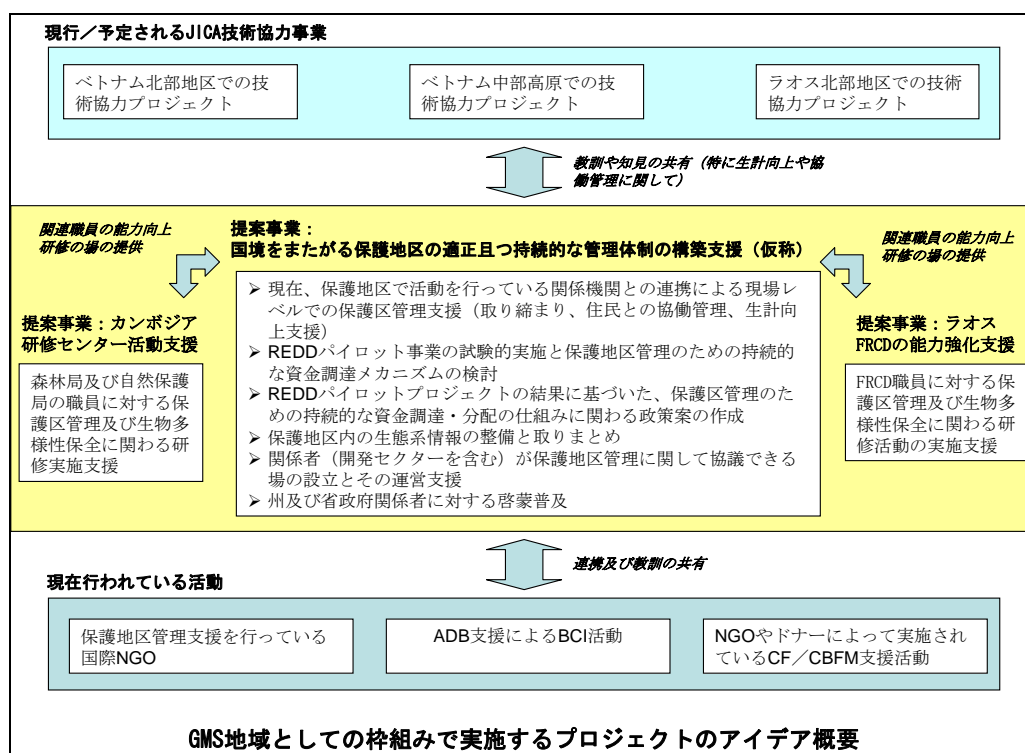 現行／予定されるJICA技術協力事業
ベトナム北部地区での技
術協力プロジェクト
ベトナム中部高原での技
術協力プロジェクト
ラオス北部地区での技術
協力プロジェクト
教訓や知見の共有（特に生計向上や協
働管理に関して）
関連職員の能力向上
研修の場の提供
提案事業：
国境をまたがる保護地区の適正且つ持続的な管理体制の構築支援（仮称）
関連職員の能力向上
研修の場の提供
提案事業：カンボジア
研修センター活動支援
森林局及び自然保護
局の職員に対する保
護区管理及び生物多
様性保全に関わる研
修実施支援
➢ 現在、保護地区で活動を行っている関係機関との連携による現場レ
ベルでの保護区管理支援（取り締まり、住民との協働管理、生計向
上支援）
➢ REDDパイロット事業の試験的実施と保護地区管理のための持続的
な資金調達メカニズムの検討
➢ REDDパイロットプロジェクトの結果に基づいた、保護区管理のた
めの持続的な資金調達・分配の仕組みに関わる政策案の作成
➢ 保護地区内の生態系情報の整備と取りまとめ
➢ 関係者（開発セクターを含む）が保護地区管理に関して協議できる
場の設立とその運営支援
➢ 州及び省政府関係者に対する啓蒙普及
提案事業：ラオス
FRCDの能力強化支援
FRCD職員に対する保
護区管理及び生物多
様性保全に関わる研
修活動の実施支援
連携及び教訓の共有
現在行われている活動
保護地区管理支援を行っている
国際NGO
ADB支援によるBCI活動
NGOやドナーによって実施され
ているCF／CBFM支援活動
GMS地域としての枠組みで実施するプロジェクトのアイデア概要